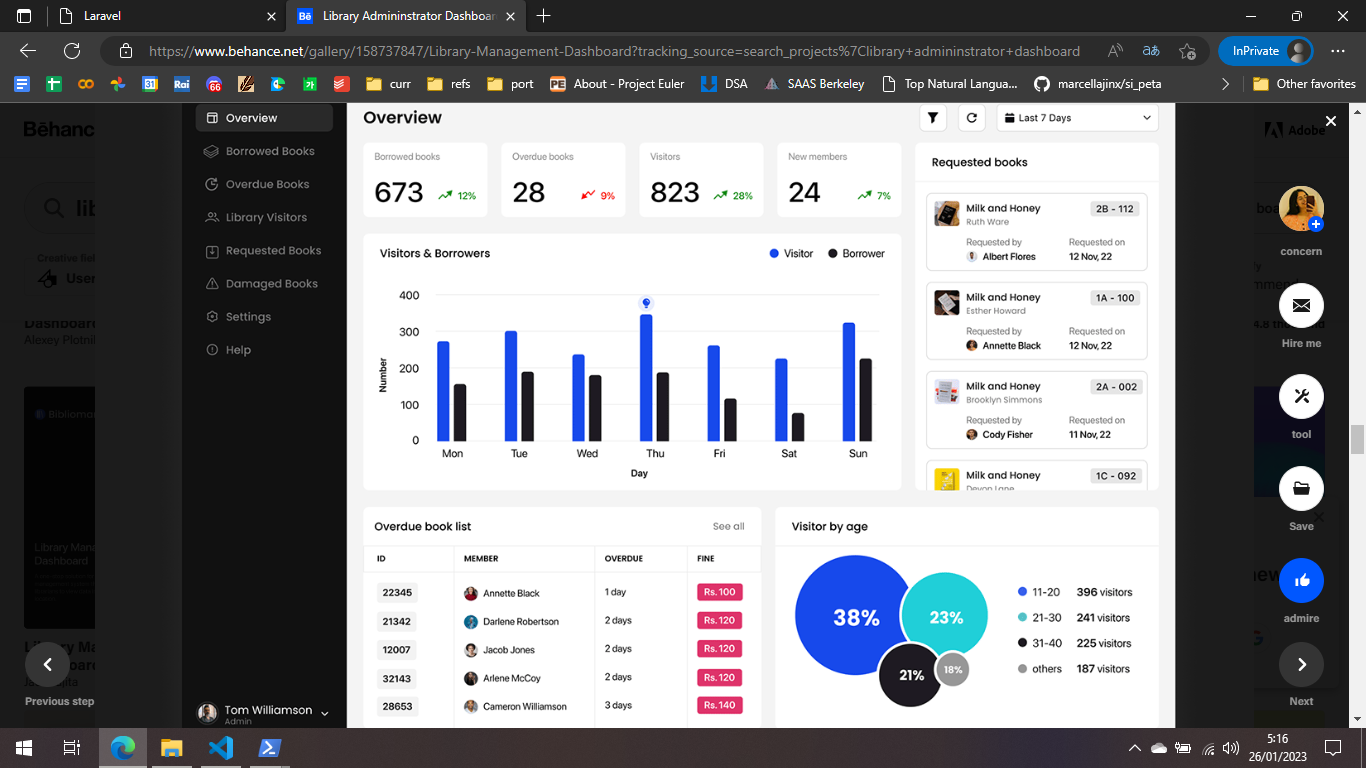 Laravel
Library Admininstrator Dashboar
https://www.behance.net/gallery/158737847/Library-Management-Dashboard?tracking_source=search_projects%7Clibrary+admininstrator+dashboard
InPrivate
curr
refs
port
About - Project Euler
DSA
SAAS Berkeley
Top Natural Langua...
marcellajinx/si_peta
Other favorites
Bēhanc
Adobe
Overview
Borrowed Books
Overdue Books
Library Visitors
Requested Books
Damaged Books
Settings
Help
Tom Williamson
Admin
Overview
Last 7 Days
Borrowed books
673
12%
Overdue books
28
9%
Visitors
823
28%
New members
24
7%
Visitors & Borrowers
Visitor
Borrower
400
300
200
100
0
Number
Mon Tue Wed Thu Fri Sat Sun
Day
Requested books
Milk and Honey
2B - 112
Ruth Ware
Requested by
Requested on
Albert Flores
12 Nov, 22
Milk and Honey
1A - 100
Esther Howard
Requested by
Requested on
Annette Black
12 Nov, 22
Milk and Honey
2A - 002
Brooklyn Simmons
Requested by
Requested on
Cody Fisher
11 Nov, 22
Milk and Honey
1C - 092
Devon Lane
Overdue book list
See all
ID MEMBER OVERDUE FINE
22345 Annette Black 1 day Rs. 100
21342 Darlene Robertson 2 days Rs. 120
12007 Jacob Jones 2 days Rs. 120
32143 Arlene McCoy 2 days Rs. 120
28653 Cameron Williamson 3 days Rs. 140
Visitor by age
38%
23%
21%
18%
11-20 396 visitors
21-30 241 visitors
31-40 225 visitors
others 187 visitors
concern
Hire me
tool
Save
admire
Next
Previous step
5:16
26/01/2023